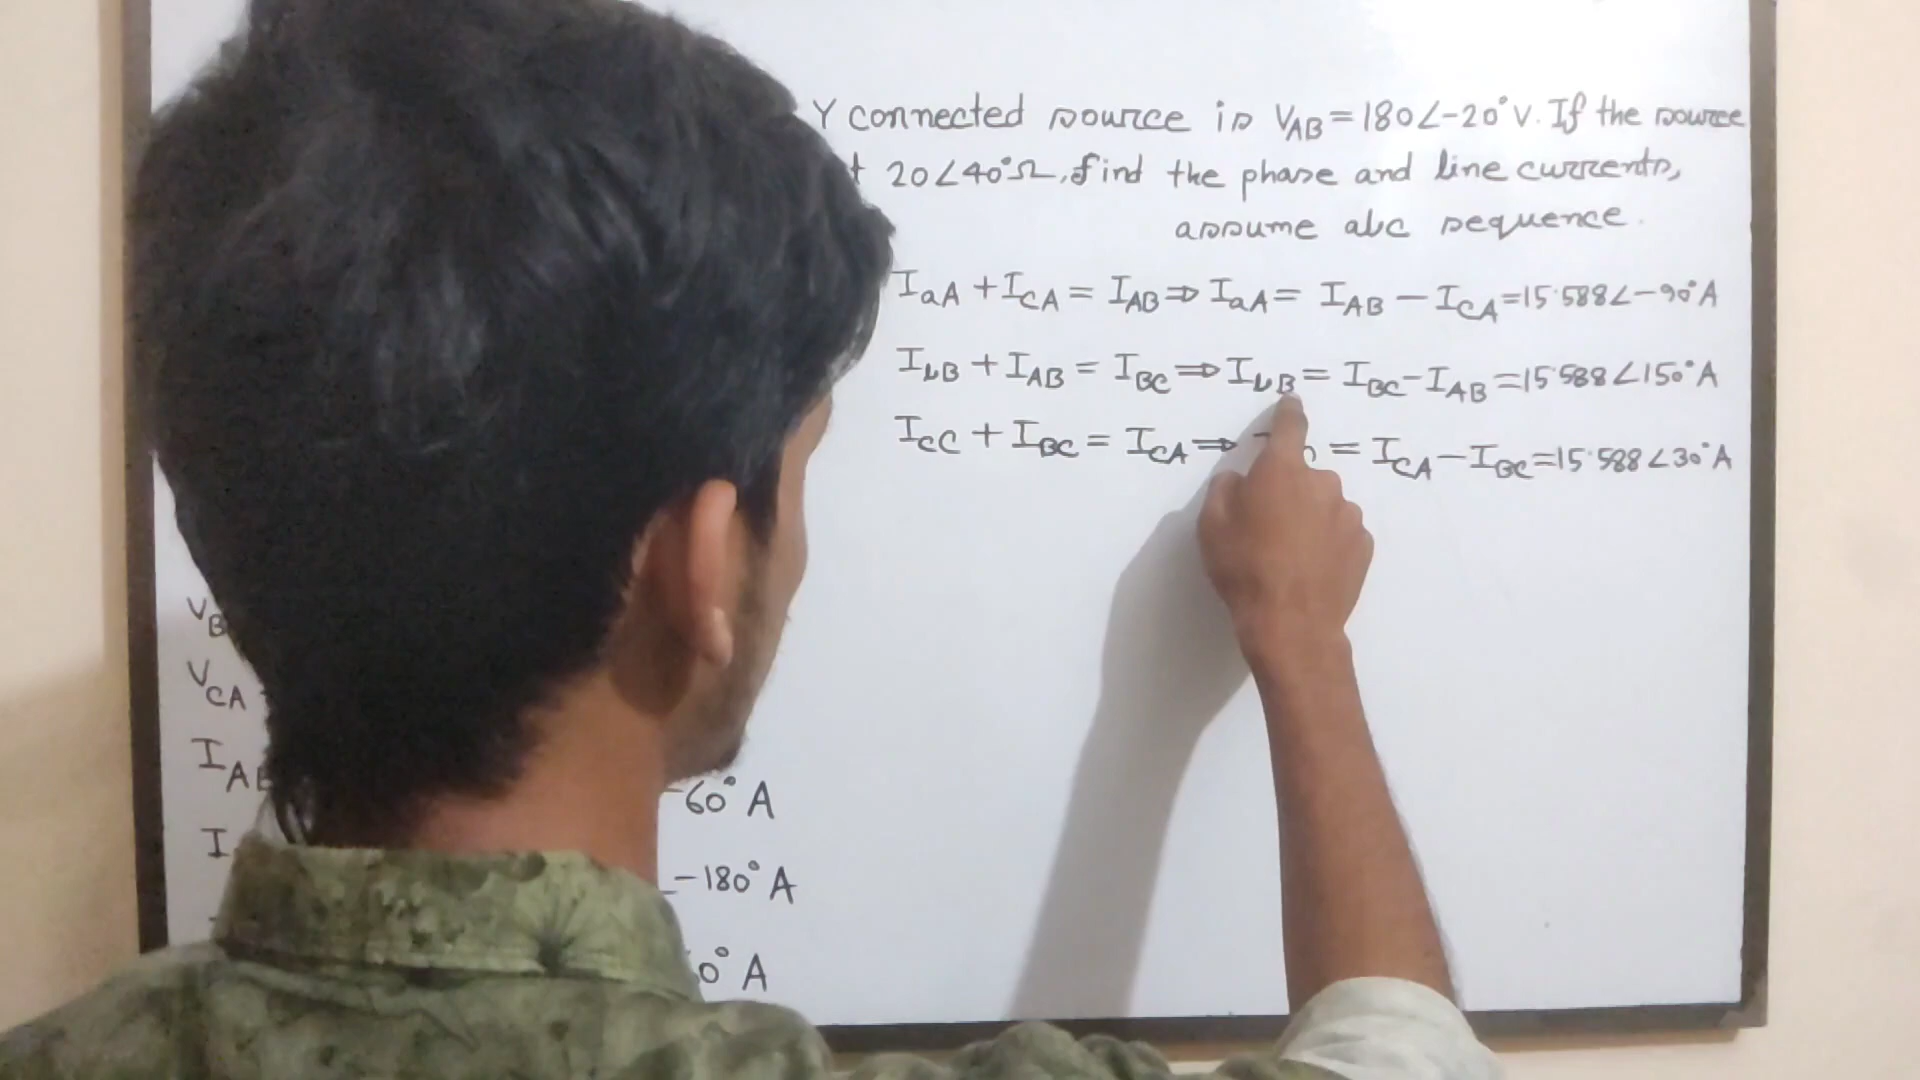 Y connected source is V_AB = 180∠-20° V. If the source
20∠40°Ω, find the phase and line currents,
assume abc sequence.
I_aA + I_CA = I_AB ⇒ I_aA = I_AB - I_CA = 15.588∠-90° A
I_bB + I_AB = I_BC ⇒ I_bB = I_BC - I_AB = 15.588∠150° A
I_cC + I_BC = I_CA ⇒ = I_CA - I_BC = 15.588∠30° A
V_B
V_CA
I_AB
-60° A
I
∠-180° A
0° A